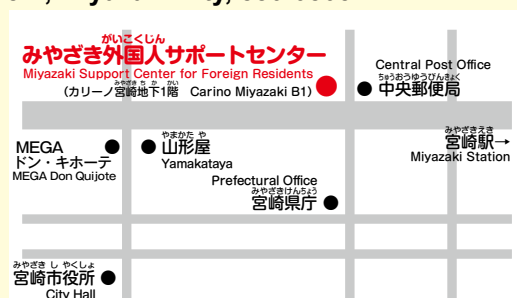 がいこくじん
みやざき外国人サポートセンター
Miyazaki Support Center for Foreign Residents
みやざき ち か かい
(カリーノ宮崎地下1階 Carino Miyazaki B1)
Central Post Office
ちゅうおうゆうびんきょく
中央郵便局
みやざきえき
宮崎駅→
Miyazaki Station
MEGA
ドン・キホーテ
MEGA Don Quijote
やまかた や
山形屋
Yamakataya
Prefectural Office
みやざきけんちょう
宮崎県庁
みやざき し やくしょ
宮崎市役所
City Hall